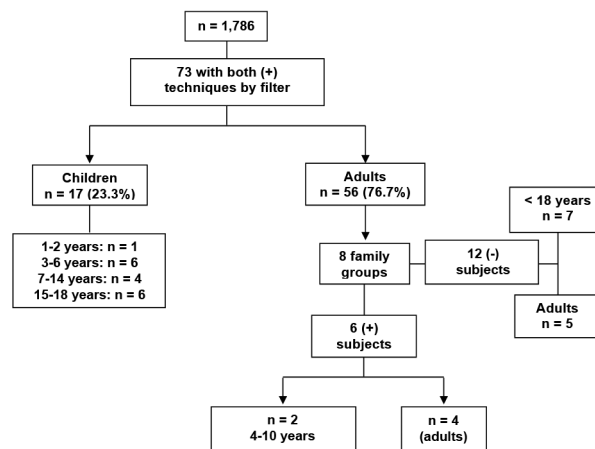 n = 1,786
73 with both (+)
techniques by filter
Children
n = 17 (23.3%)
Adults
n = 56 (76.7%)
< 18 years
n = 7
1-2 years: n = 1
3-6 years: n = 6
7-14 years: n = 4
15-18 years: n = 6
8 family
groups
12 (-)
subjects
Adults
n = 5
6 (+)
subjects
n = 2
4-10 years
n = 4
(adults)